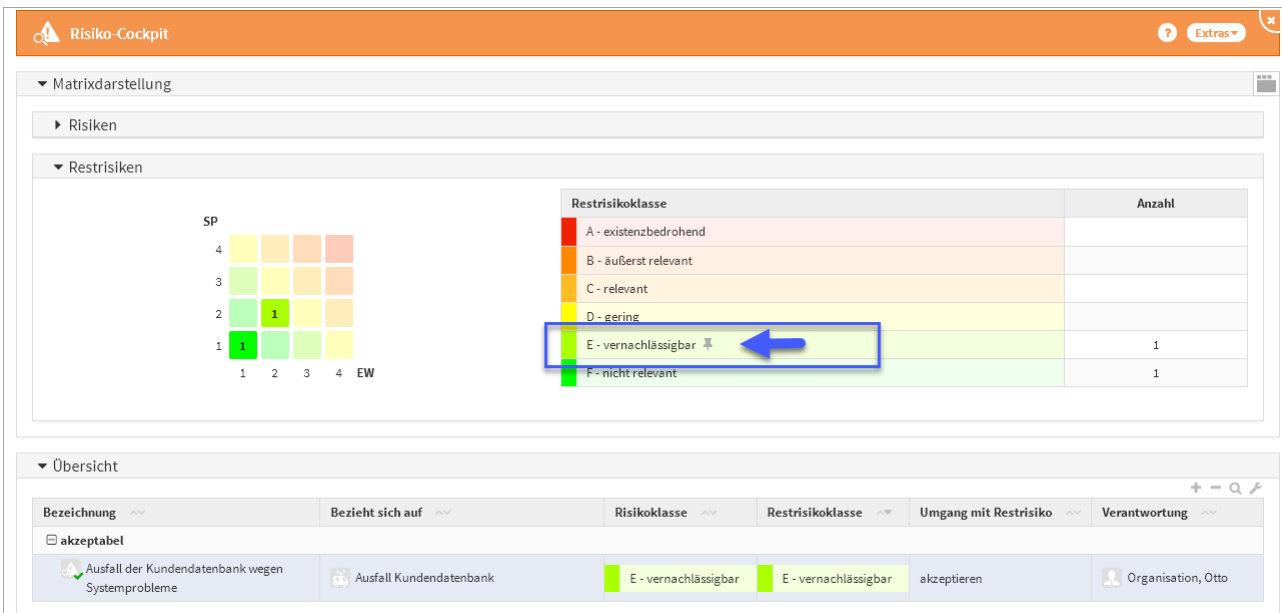 Risiko-Cockpit
? Extras
Matrixdarstellung
Risiken
Restrisiken
SP
4
3
2 1
1 1
1 2 3 4 EW
Restrisikoklasse Anzahl
A - existenzbedrohend
B - äußerst relevant
C - relevant
D - gering
E - vernachlässigbar 1
F - nicht relevant 1
Übersicht
Bezeichnung Bezieht sich auf Risikoklasse Restrisikoklasse Umgang mit Restrisiko Verantwortung
akzeptabel
Ausfall der Kundendatenbank wegen Ausfall Kundendatenbank E - vernachlässigbar E - vernachlässigbar akzeptieren Organisation, Otto
Systemprobleme